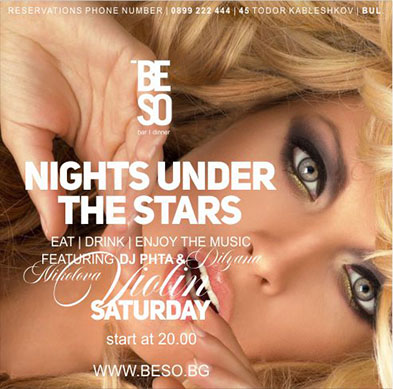 RESERVATIONS PHONE NUMBER | 0899 222 444 | 45 TODOR KABLESHKOV | BUL
BE
SO
bar | dinner
NIGHTS UNDER
THE STARS
EAT | DRINK | ENJOY THE MUSIC
FEATURING DJ PHTA & Dilyana
Nikolova Violin
SATURDAY
start at 20.00
WWW.BESO.BG